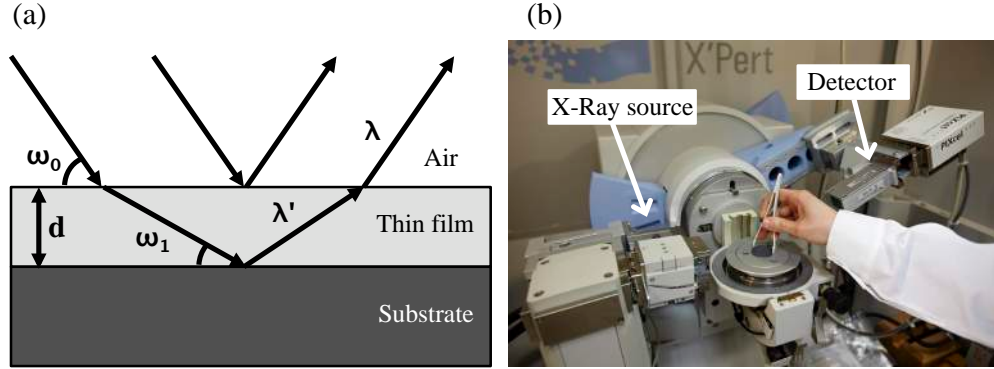 (a)
(b)
ω₀
λ
Air
d
ω₁
λ'
Thin film
Substrate
X'Pert
X-Ray source
Detector
PIXcel